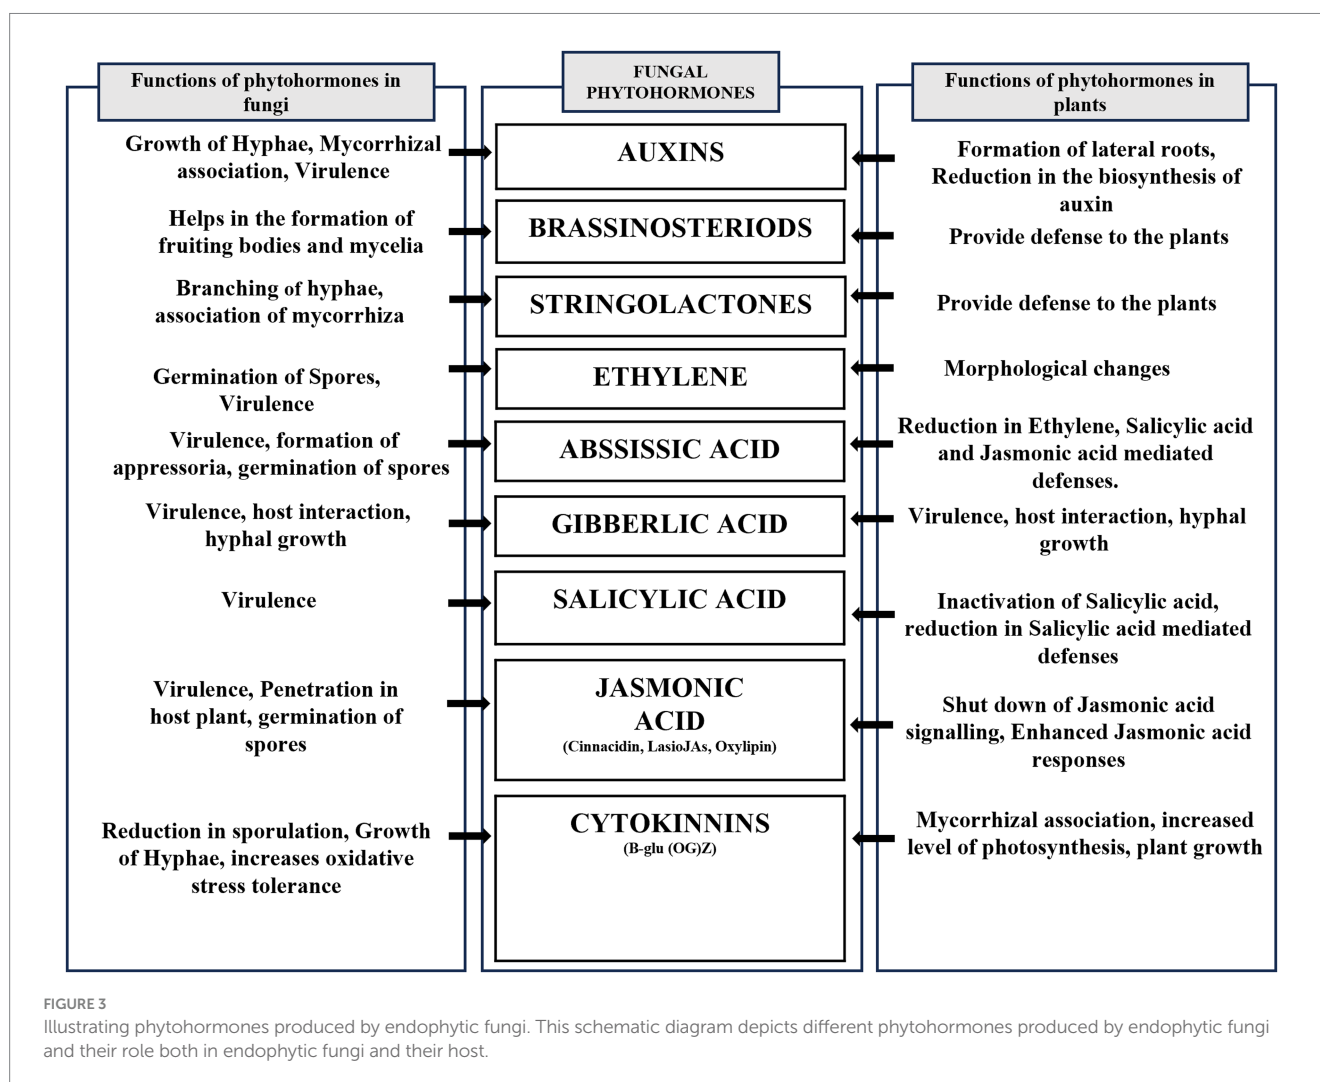 Functions of phytohormones in
fungi
FUNGAL
PHYTOHORMONES
Functions of phytohormones in
plants
Growth of Hyphae, Mycorrhizal
association, Virulence
AUXINS
Formation of lateral roots,
Reduction in the biosynthesis of
auxin
Helps in the formation of
fruiting bodies and mycelia
BRASSINOSTERIODS
Provide defense to the plants
Branching of hyphae,
association of mycorrhiza
STRINGOLACTONES
Provide defense to the plants
Germination of Spores,
Virulence
ETHYLENE
Morphological changes
Virulence, formation of
appressoria, germination of spores
ABSSISSIC ACID
Reduction in Ethylene, Salicylic acid
and Jasmonic acid mediated
defenses.
Virulence, host interaction,
hyphal growth
GIBBERLIC ACID
Virulence, host interaction, hyphal
growth
Virulence
SALICYLIC ACID
Inactivation of Salicylic acid,
reduction in Salicylic acid mediated
defenses
Virulence, Penetration in
host plant, germination of
spores
JASMONIC
ACID
(Cinnacidin, LasioJAs, Oxylipin)
Shut down of Jasmonic acid
signalling, Enhanced Jasmonic acid
responses
Reduction in sporulation, Growth
of Hyphae, increases oxidative
stress tolerance
CYTOKINNINS
(B-glu (OG)Z)
Mycorrhizal association, increased
level of photosynthesis, plant growth
FIGURE 3
Illustrating phytohormones produced by endophytic fungi. This schematic diagram depicts different phytohormones produced by endophytic fungi
and their role both in endophytic fungi and their host.